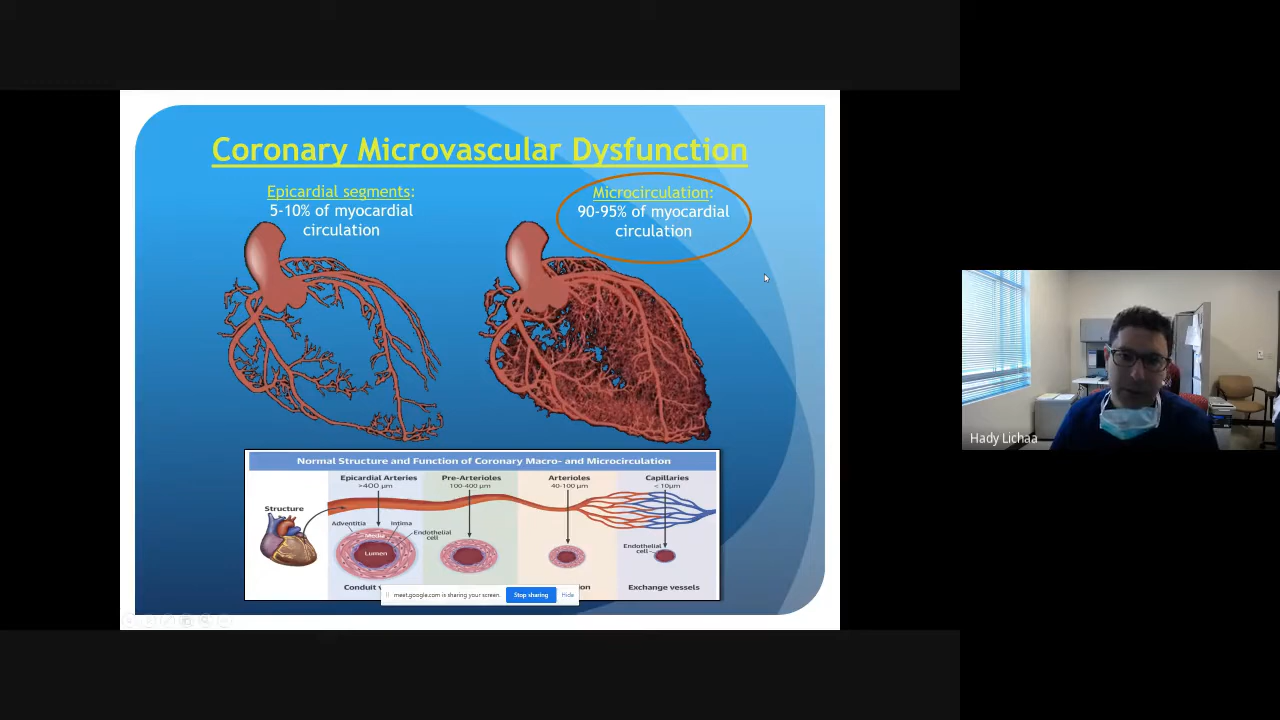 Coronary Microvascular Dysfunction
Epicardial segments:
5-10% of myocardial
circulation
Microcirculation:
90-95% of myocardial
circulation
Normal Structure and Function of Coronary Macro- and Microcirculation
Epicardial Arteries
>400 µm
Pre-Arterioles
100-400 µm
Arterioles
40-100 µm
Capillaries
< 10µm
Structure
Adventitia
Intima
Media
Endothelial
cell
Lumen
Endothelial
cell
Conduit
Exchange vessels
meet.google.com is sharing your screen.
Stop sharing
Hide
Hady Lichaa